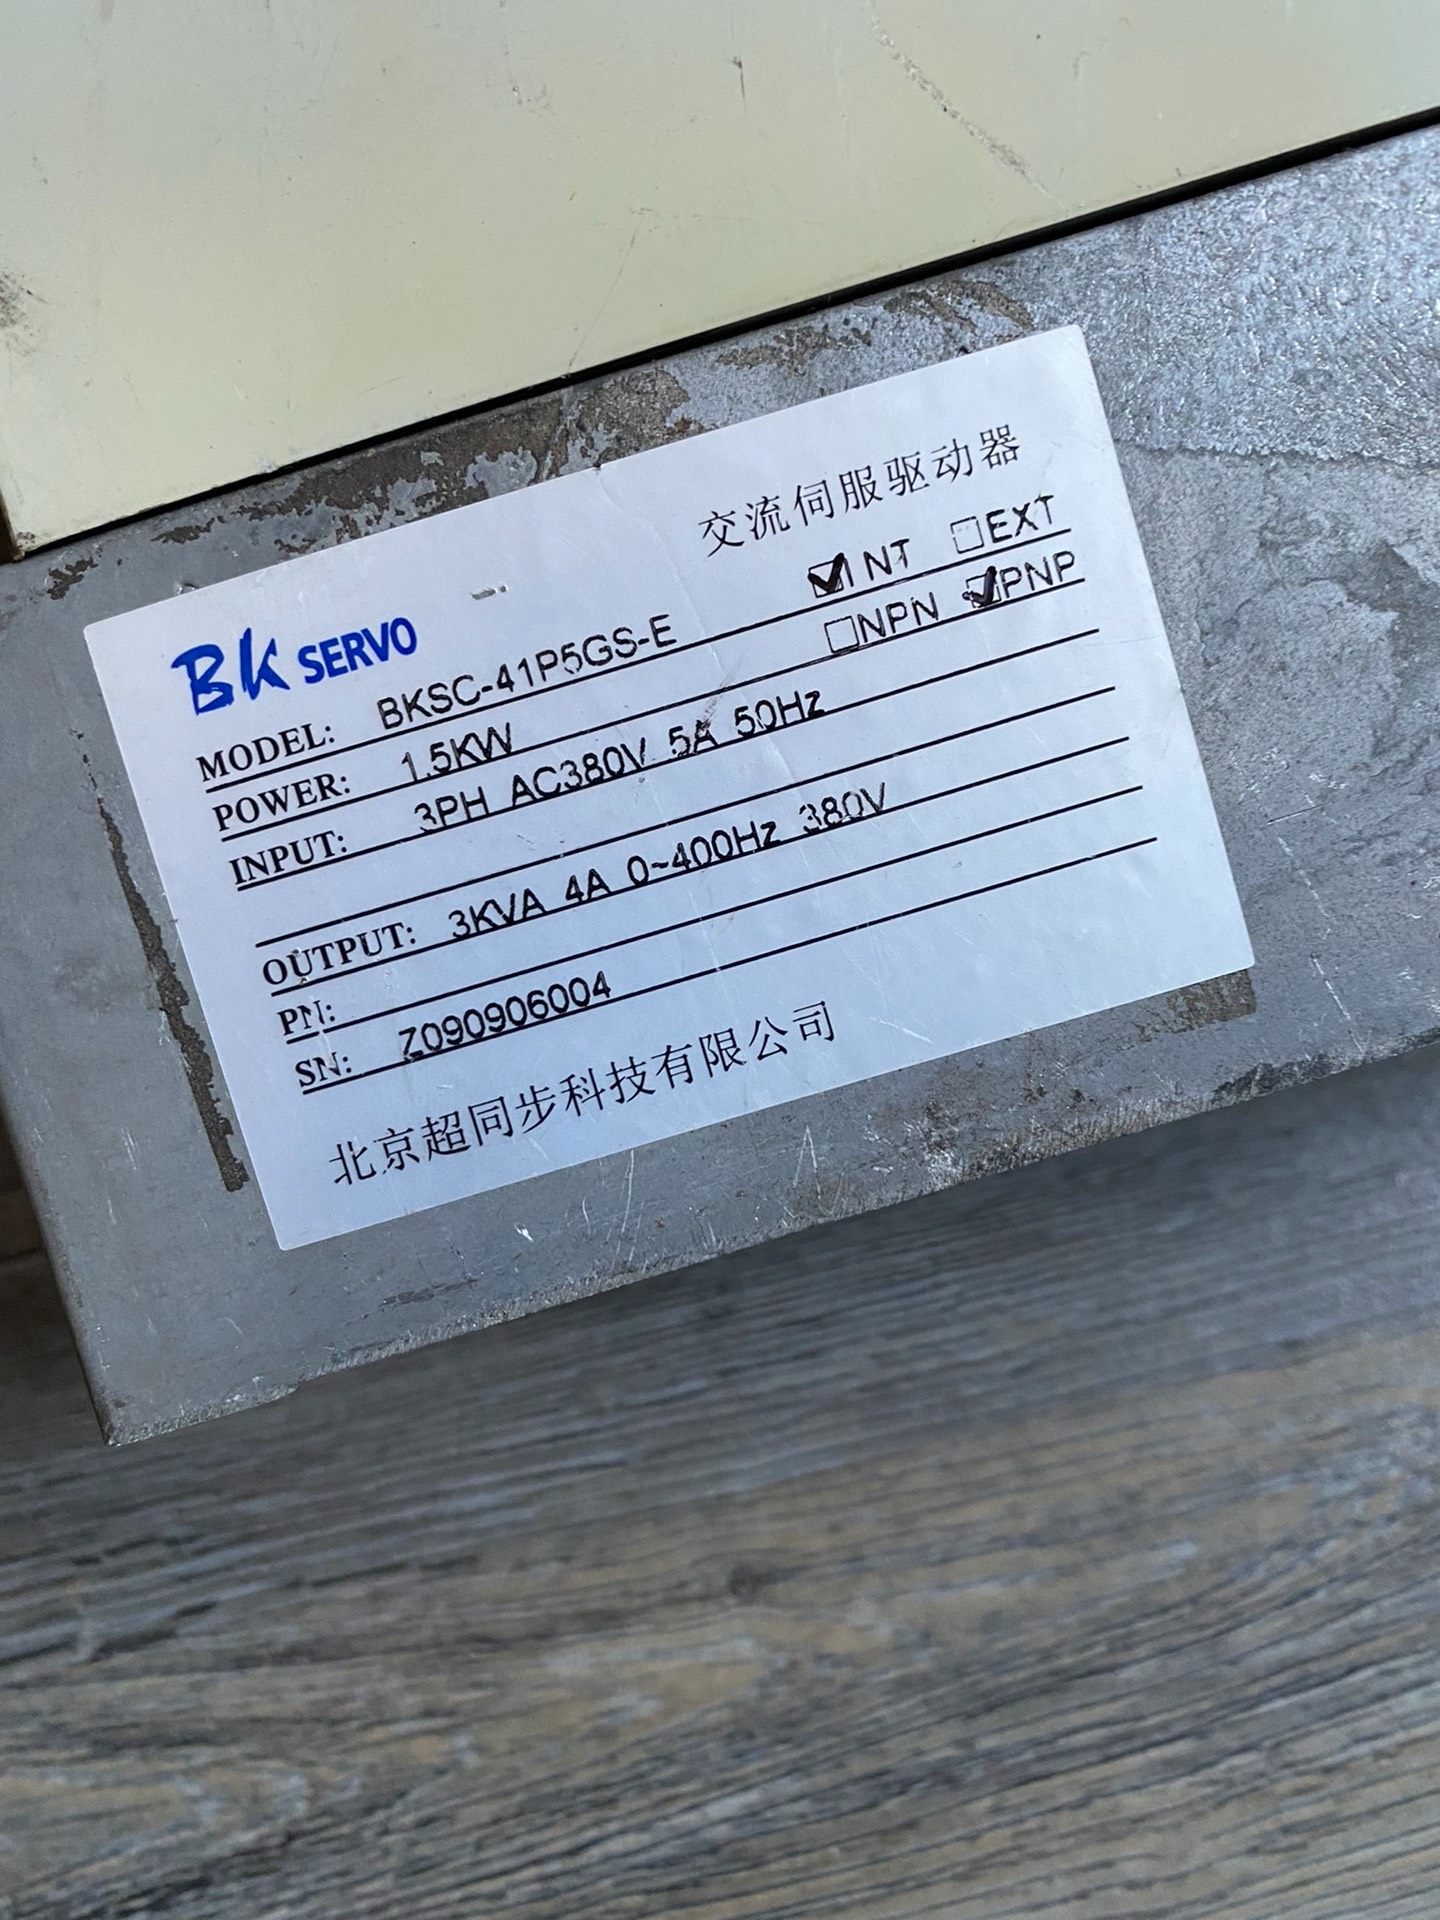 交流伺服驱动器
BK SERVO
MODEL: BKSC-41P5GS-E ☑INT ☐EXT
POWER: 1.5KW ☐NPN ☑PNP
INPUT: 3PH AC380V 5A 50Hz
OUTPUT: 3KVA 4A 0~400Hz 380V
PN:
SN: Z090906004
北京超同步科技有限公司